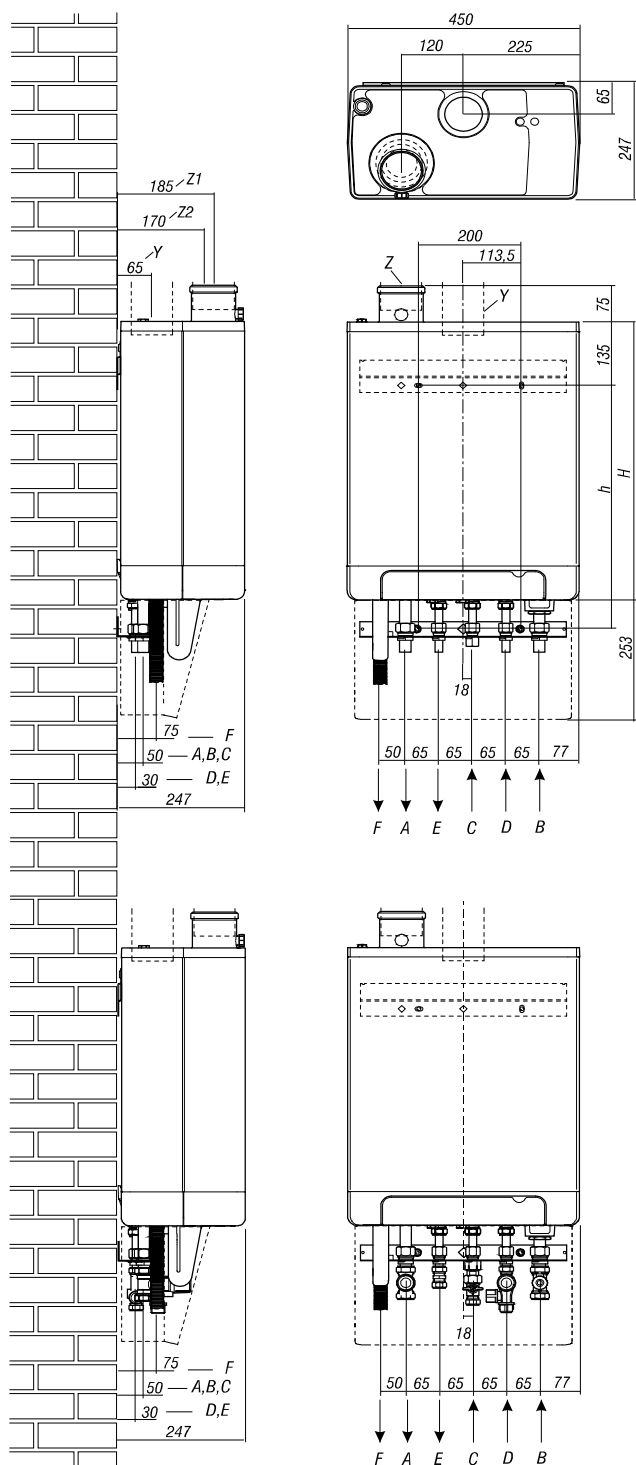 450
120 225
65
247
185 Z1
170 Z2
65 Y
200
113,5
Z
Y
75
135
h
H
253
18
75 F
50 A,B,C
30 D,E
247
50 65 65 65 65 77
F A E C D B
18
75 F
50 A,B,C
30 D,E
247
50 65 65 65 65 77
F A E C D B